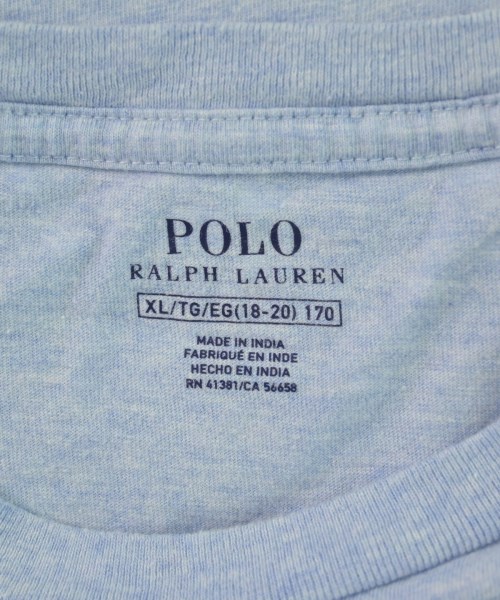 POLO
RALPH LAUREN
XL/TG/EG(18-20) 170
MADE IN INDIA
FABRIQUÉ EN INDE
HECHO EN INDIA
RN 41381/CA 56658